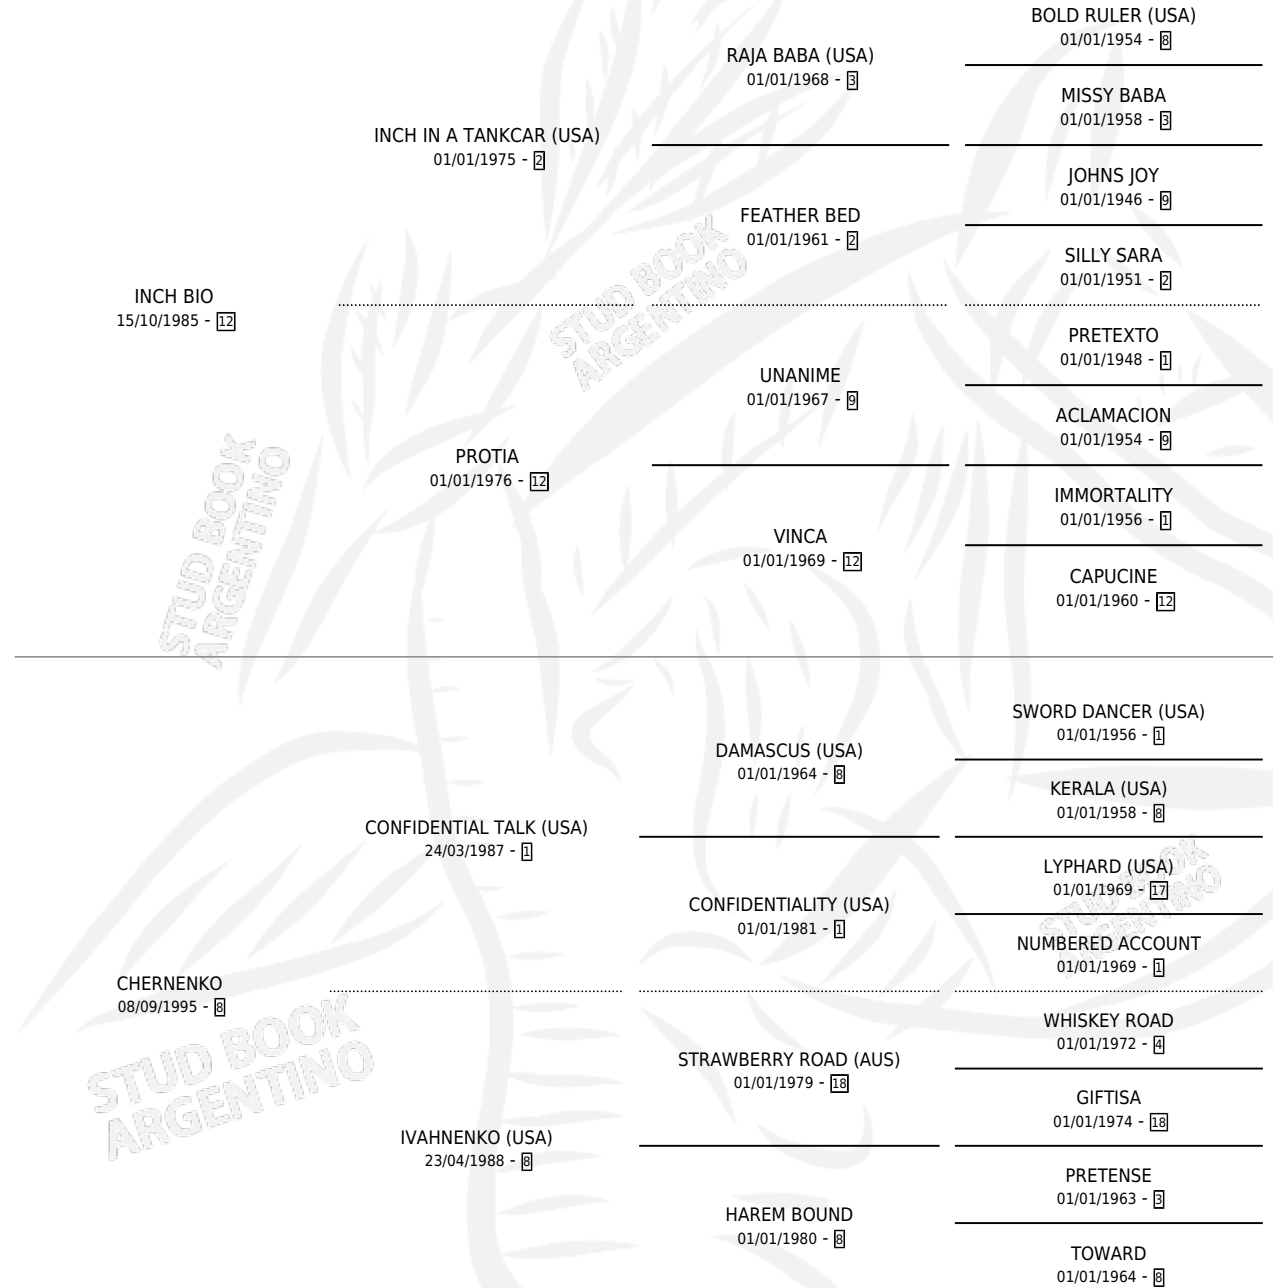 BOLD RULER (USA)
01/01/1954 - 8
RAJA BABA (USA)
01/01/1968 - 3
MISSY BABA
01/01/1958 - 3
INCH IN A TANKCAR (USA)
01/01/1975 - 2
JOHNS JOY
01/01/1946 - 9
FEATHER BED
01/01/1961 - 2
SILLY SARA
01/01/1951 - 2
INCH BIO
15/10/1985 - 12
PRETEXTO
01/01/1948 - 1
UNANIME
01/01/1967 - 9
ACLAMACION
01/01/1954 - 9
PROTIA
01/01/1976 - 12
IMMORTALITY
01/01/1956 - 1
VINCA
01/01/1969 - 12
CAPUCINE
01/01/1960 - 12
STUD BOOK
ARGENTINO
STUD BOOK
ARGENTINO
SWORD DANCER (USA)
01/01/1956 - 1
DAMASCUS (USA)
01/01/1964 - 8
KERALA (USA)
01/01/1958 - 8
CONFIDENTIAL TALK (USA)
24/03/1987 - 1
LYPHARD (USA)
01/01/1969 - 17
CONFIDENTIALITY (USA)
01/01/1981 - 1
NUMBERED ACCOUNT
01/01/1969 - 1
CHERNENKO
08/09/1995 - 8
WHISKEY ROAD
01/01/1972 - 4
STRAWBERRY ROAD (AUS)
01/01/1979 - 18
GIFTISA
01/01/1974 - 18
IVAHNENKO (USA)
23/04/1988 - 8
PRETENSE
01/01/1963 - 3
HAREM BOUND
01/01/1980 - 8
TOWARD
01/01/1964 - 8
STUD BOOK
ARGENTINO
STUD BOOK
ARGENTINO